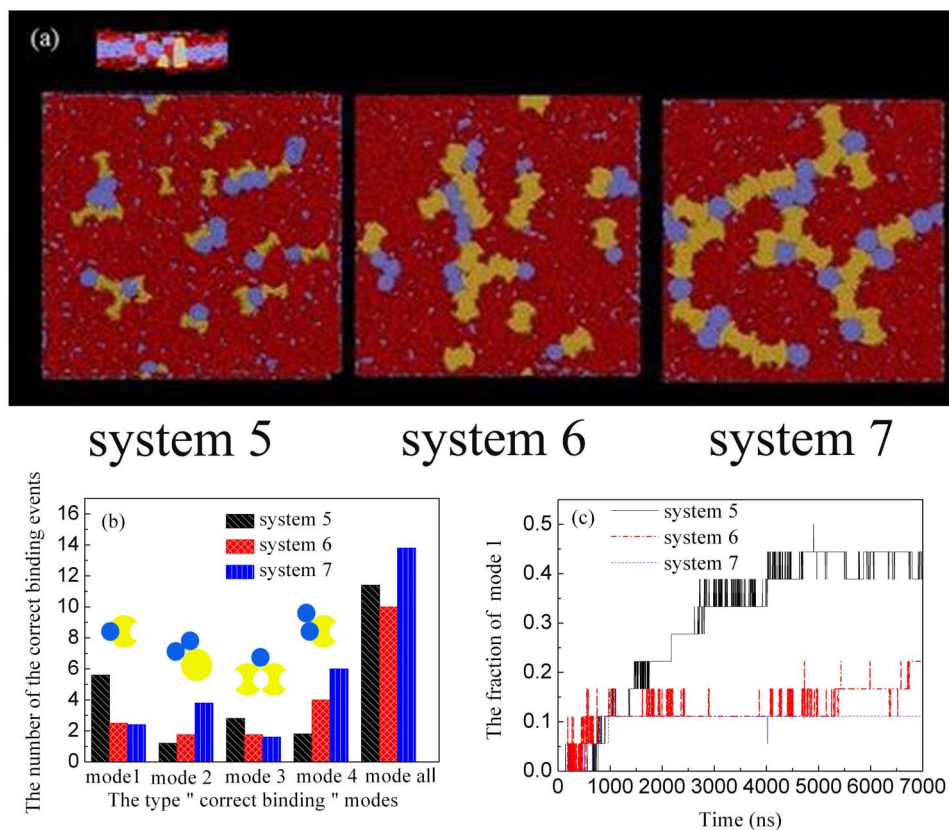 (a)
system 5 system 6 system 7
The number of the correct binding events
16
14
12
10
8
6
4
2
0
(b)
system 5
system 6
system 7
mode1 mode 2 mode 3 mode 4 mode all
The type " correct binding " modes
The fraction of mode 1
0.5
0.4
0.3
0.2
0.1
0.0
(c)
system 5
system 6
system 7
0 1000 2000 3000 4000 5000 6000 7000
Time (ns)